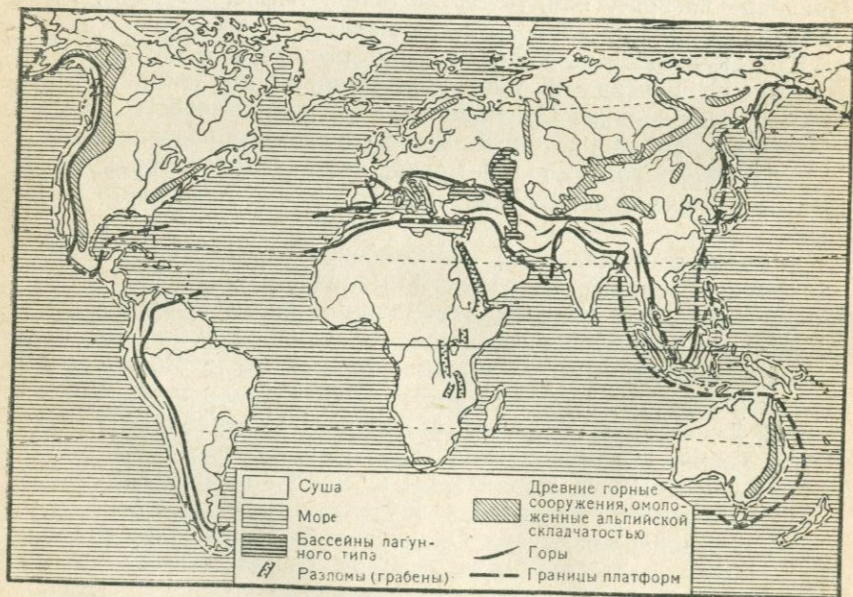 Суша
Море
Бассейны лагун-
ного типа
Разломы (грабены)
Древние горные
сооружения, омоло-
женные альпийской
складчатостью
Горы
Границы платформ